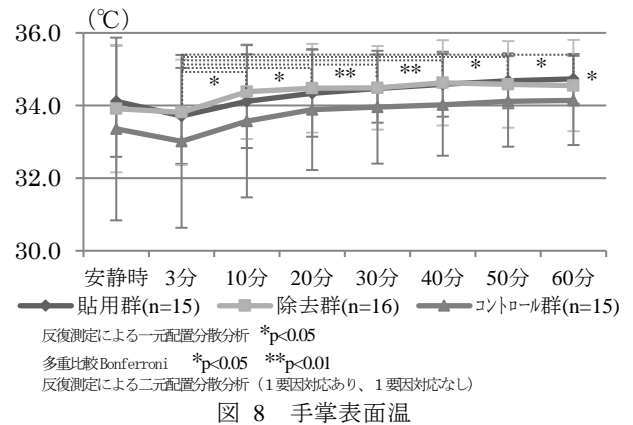 (℃)
36.0
34.0
32.0
30.0
* * ** ** * * *
安静時 3分 10分 20分 30分 40分 50分 60分
貼用群(n=15) 除去群(n=16) コントロール群(n=15)
反復測定による一元配置分散分析 *p<0.05
多重比較Bonferroni *p<0.05 **p<0.01
反復測定による二元配置分散分析（1要因対応あり、1要因対応なし）
図 8 手掌表面温